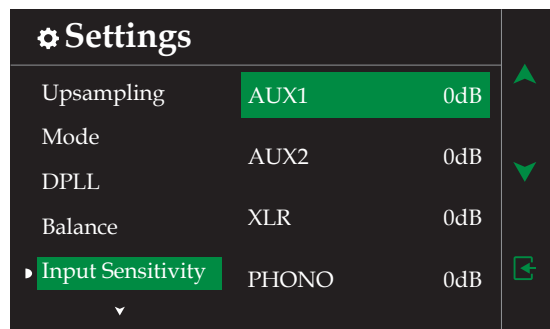 Settings
Upsampling
Mode
DPLL
Balance
Input Sensitivity
AUX1 0dB
AUX2 0dB
XLR 0dB
PHONO 0dB